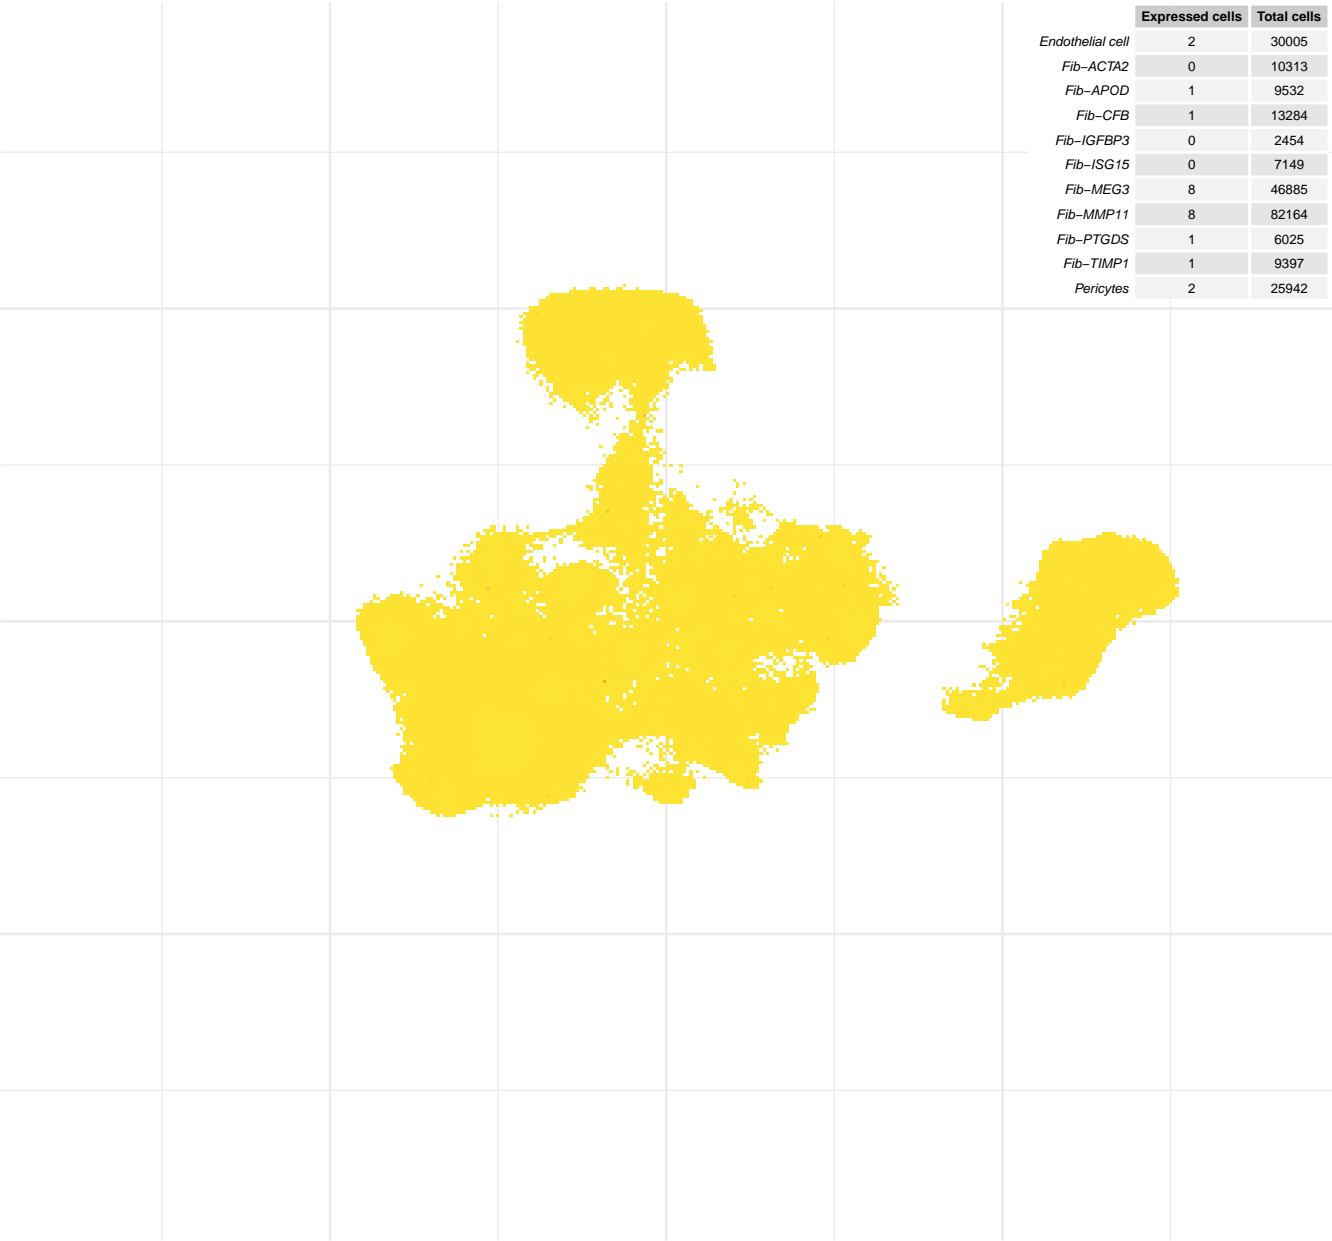 Expressed cells Total cells
Endothelial cell 2 30005
Fib−ACTA2 0 10313
Fib−APOD 1 9532
Fib−CFB 1 13284
Fib−IGFBP3 0 2454
Fib−ISG15 0 7149
Fib−MEG3 8 46885
Fib−MMP11 8 82164
Fib−PTGDS 1 6025
Fib−TIMP1 1 9397
Pericytes 2 25942